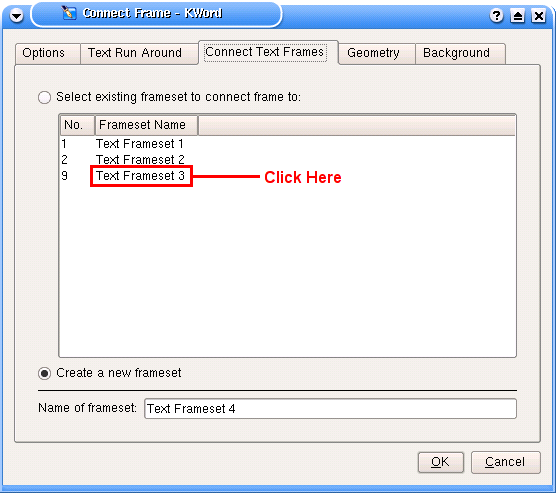 Connect Frame - KWord
Options
Text Run Around
Connect Text Frames
Geometry
Background
Select existing frameset to connect frame to:
No. Frameset Name
1 Text Frameset 1
2 Text Frameset 2
9 Text Frameset 3
Click Here
Create a new frameset
Name of frameset: Text Frameset 4
OK
Cancel